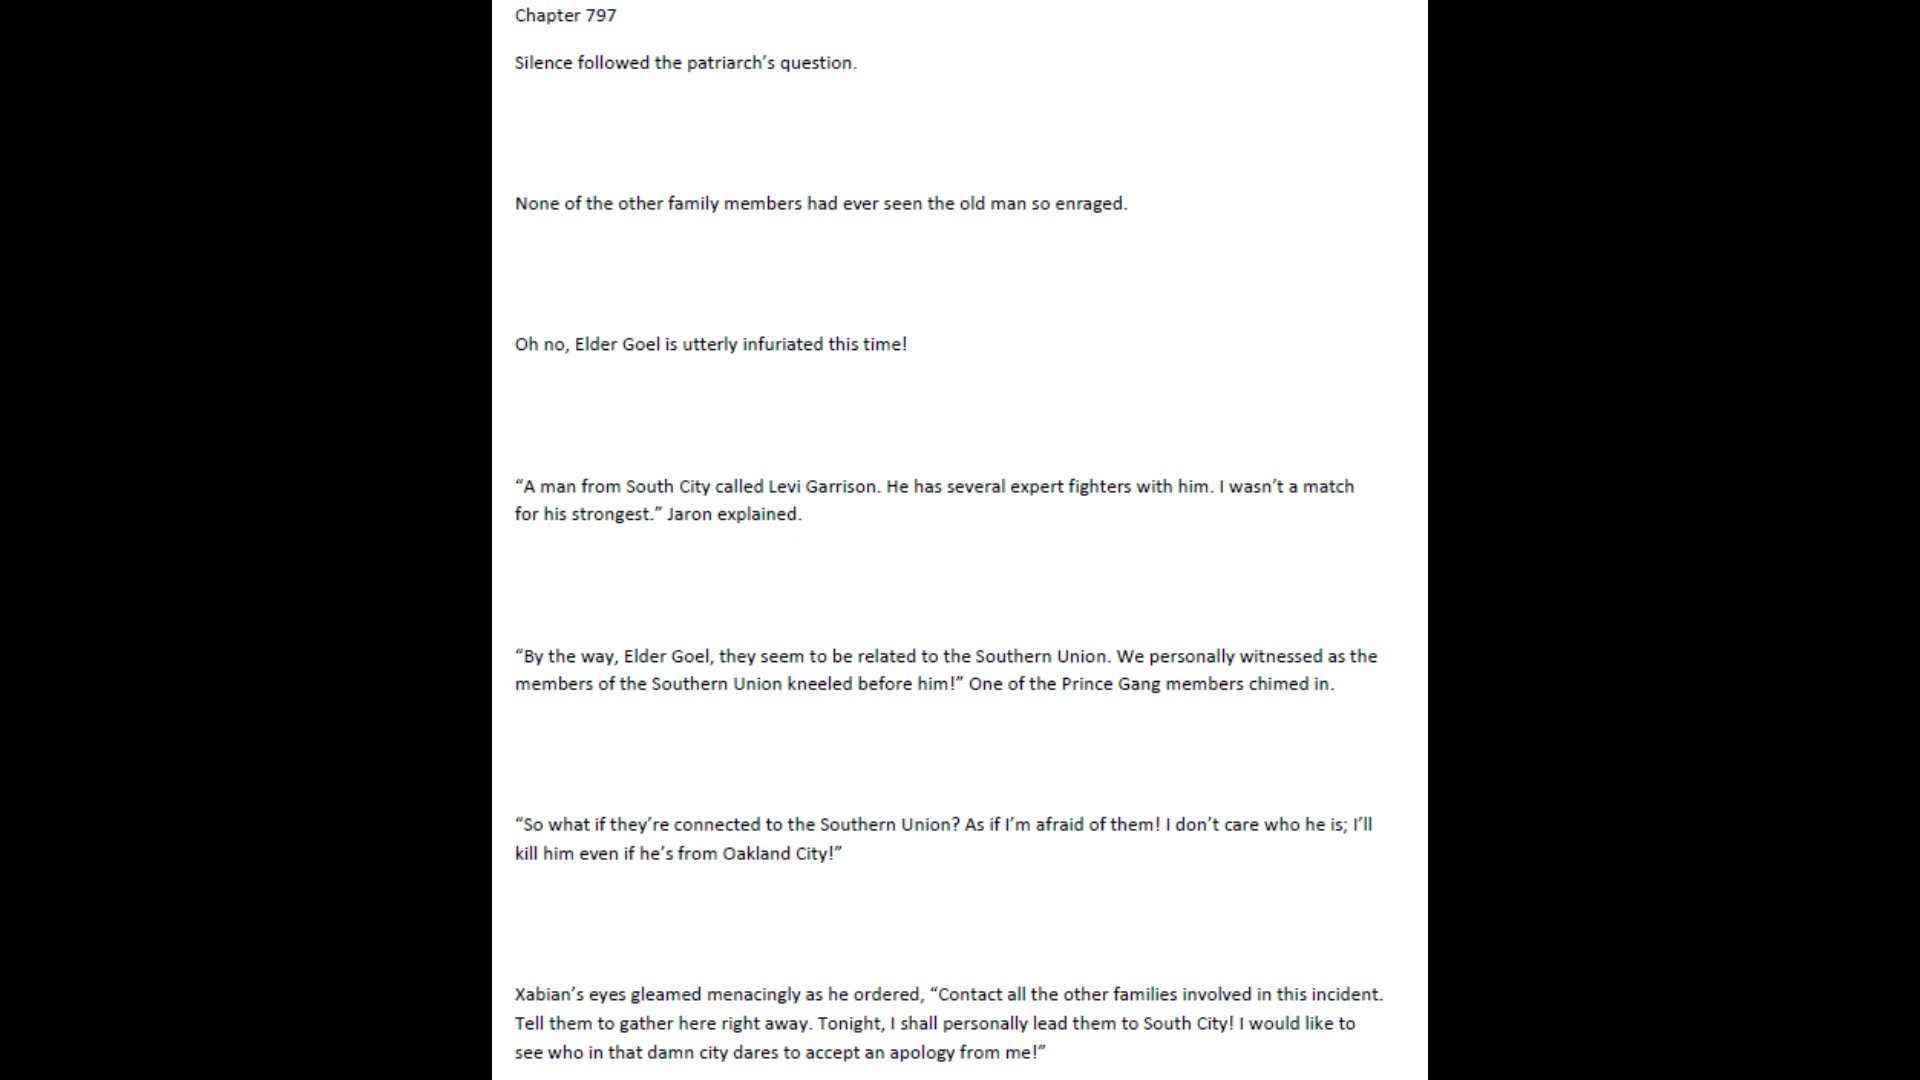 Chapter 797
Silence followed the patriarch’s question.
None of the other family members had ever seen the old man so enraged.
Oh no, Elder Goel is utterly infuriated this time!
“A man from South City called Levi Garrison. He has several expert fighters with him. I wasn’t a match
for his strongest.” Jaron explained.
“By the way, Elder Goel, they seem to be related to the Southern Union. We personally witnessed as the
members of the Southern Union kneeled before him!” One of the Prince Gang members chimed in.
“So what if they’re connected to the Southern Union? As if I’m afraid of them! I don’t care who he is; I’ll
kill him even if he’s from Oakland City!”
Xabian’s eyes gleamed menacingly as he ordered, “Contact all the other families involved in this incident.
Tell them to gather here right away. Tonight, I shall personally lead them to South City! I would like to
see who in that damn city dares to accept an apology from me!”